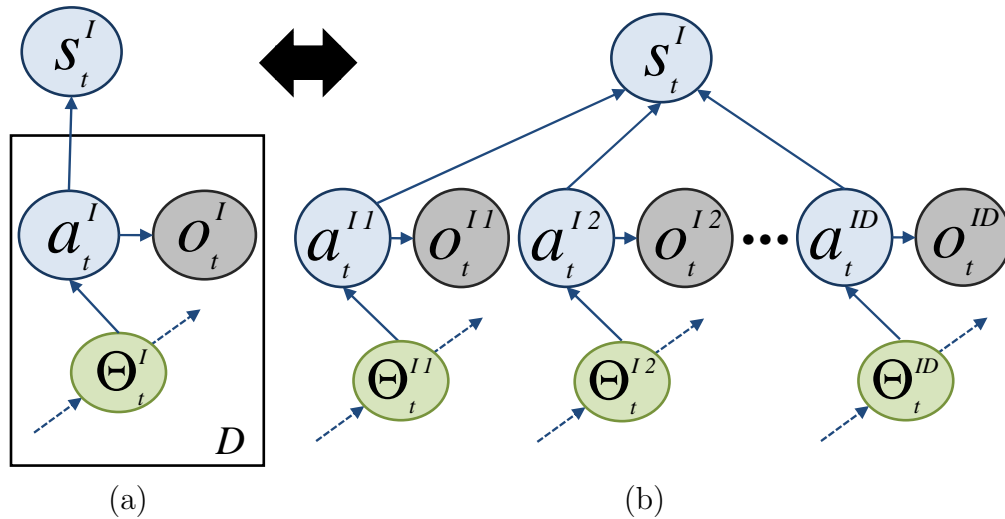 s_t^I
s_t^I
a_t^I o_t^I
a_t^{I1} o_t^{I1} a_t^{I2} o_t^{I2} ••• a_t^{ID} o_t^{ID}
Θ_t^I
Θ_t^{I1} Θ_t^{I2} Θ_t^{ID}
D
(a) (b)